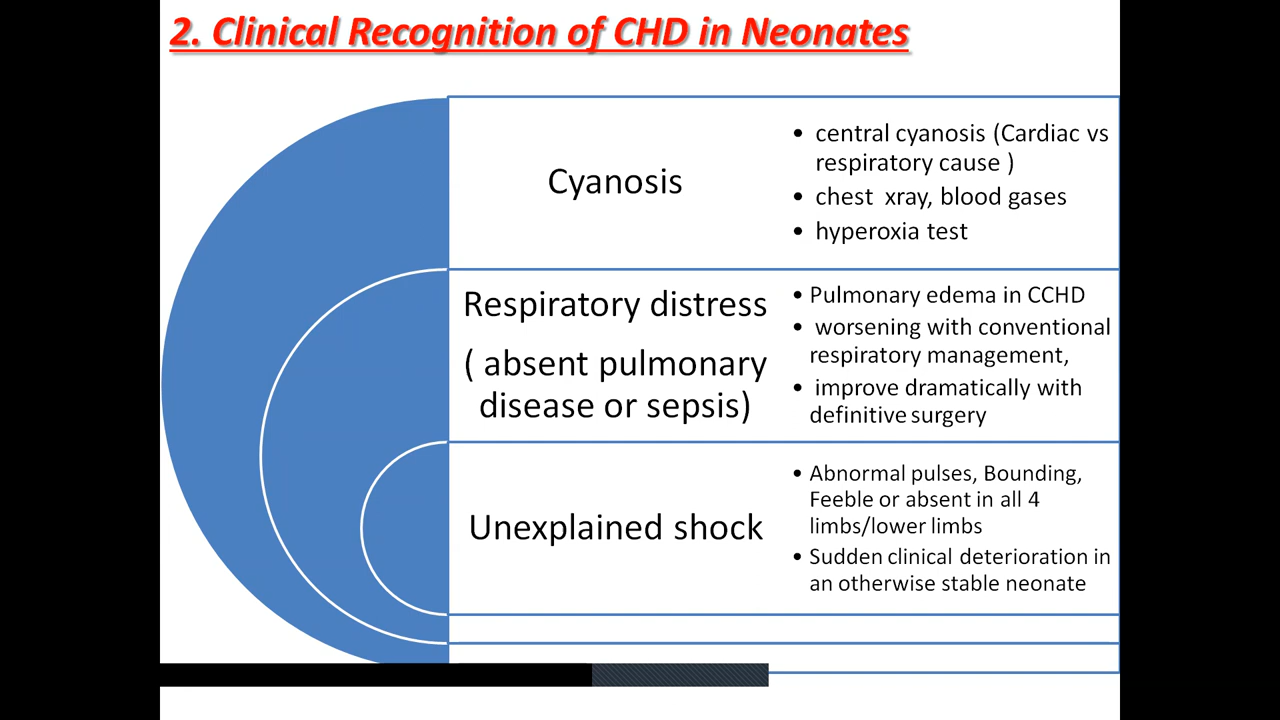 2. Clinical Recognition of CHD in Neonates
Cyanosis
• central cyanosis (Cardiac vs
respiratory cause )
• chest xray, blood gases
• hyperoxia test
Respiratory distress
( absent pulmonary
disease or sepsis)
• Pulmonary edema in CCHD
• worsening with conventional
respiratory management,
• improve dramatically with
definitive surgery
Unexplained shock
• Abnormal pulses, Bounding,
Feeble or absent in all 4
limbs/lower limbs
• Sudden clinical deterioration in
an otherwise stable neonate